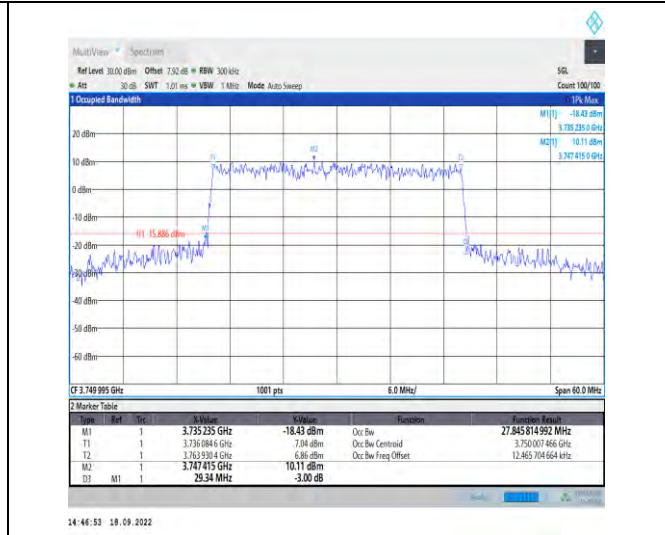 MultiView Spectrum
Ref Level 30.00 dBm Offset 7.92 dB RBW 300 kHz SGL
Att 30 dB SWT 1.01 ms VBW 1 MHz Mode Auto Sweep Count 100/100
1 Occupied Bandwidth 1Pk Max
M1[1] -18.43 dBm
3.735 235 0 GHz
M2[1] 10.11 dBm
3.747 415 0 GHz
20 dBm
M2
T1 T2
10 dBm
0 dBm
-10 dBm
H1 -15.886 dBm M1
-20 dBm
-30 dBm
-40 dBm
-50 dBm
-60 dBm
CF 3.749 995 GHz 1001 pts 6.0 MHz/ Span 60.0 MHz
2 Marker Table
Type Ref Trc X-Value Y-Value Function Function Result
M1 1 3.735 235 GHz -18.43 dBm Occ Bw 27.845 814 992 MHz
T1 1 3.736 084 6 GHz 7.04 dBm Occ Bw Centroid 3.750 007 466 GHz
T2 1 3.763 930 4 GHz 6.86 dBm Occ Bw Freq Offset 12.465 704 664 kHz
M2 1 3.747 415 GHz 10.11 dBm
D3 M1 1 29.34 MHz -3.00 dB
Ready
14:46:53 18.09.2022